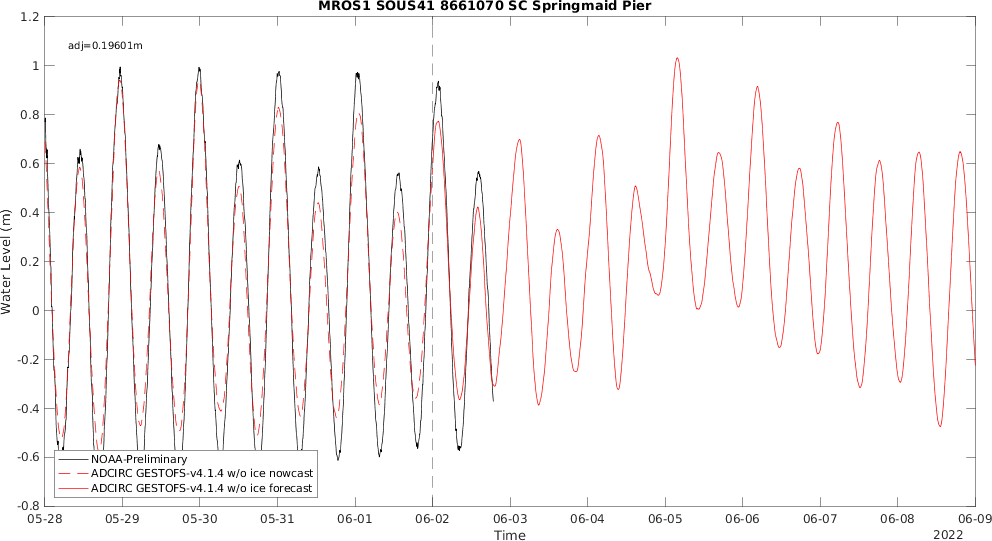 MROS1 SOUS41 8661070 SC Springmaid Pier
1.2
1
0.8
0.6
0.4
0.2
0
-0.2
-0.4
-0.6
-0.8
Water Level (m)
adj=0.19601m
NOAA-Preliminary
ADCIRC GESTOFS-v4.1.4 w/o ice nowcast
ADCIRC GESTOFS-v4.1.4 w/o ice forecast
05-28 05-29 05-30 05-31 06-01 06-02 06-03 06-04 06-05 06-06 06-07 06-08 06-09
Time
2022